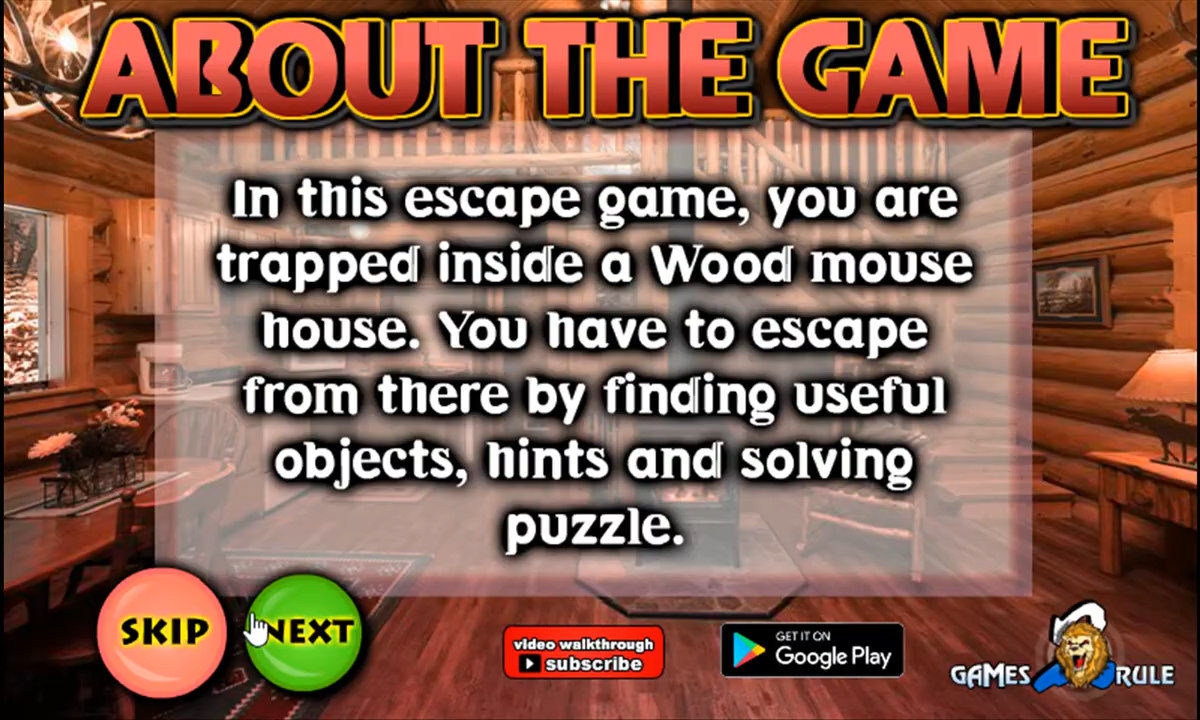 ABOUT THE GAME
In this escape game, you are
trapped inside a Wood mouse
house. You have to escape
from there by finding useful
objects, hints and solving
puzzle.
SKIP
NEXT
video walkthrough
subscribe
GET IT ON
Google Play
GAMES RULE